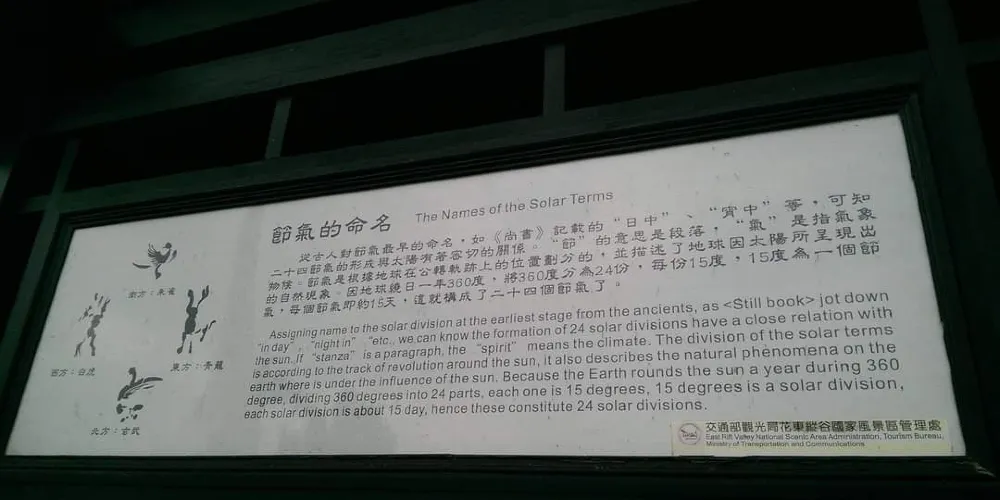 節氣的命名 The Names of the Solar Terms
從古人對節氣最早的命名，如《尚書》記載的“日中”、“宵中”等，可知
二十四節氣的形成與太陽有著密切的關係。“節”的意思是段落，“氣”是指氣象
物候。節氣是根據地球在公轉軌跡上的位置劃分的，並描述了地球因太陽所呈現出
的自然現象。因地球繞日一年360度，將360度分為24份，每份15度，15度為一個節
氣，每個節氣即約15天，這就構成了二十四個節氣了。
Assigning name to the solar division at the earliest stage from the ancients, as <Still book> jot down
"in day", "night in" "etc., we can know the formation of 24 solar divisions have a close relation with
the sun. If "stanza" is a paragraph, the "spirit" means the climate. The division of the solar terms
is according to the track of revolution around the sun, it also describes the natural phenomena on the
earth where is under the influence of the sun. Because the Earth rounds the sun a year during 360
degree, dividing 360 degrees into 24 parts, each one is 15 degrees, 15 degrees is a solar division,
each solar division is about 15 day, hence these constitute 24 solar divisions.
南方：朱雀
西方：白虎
東方：青龍
北方：玄武
交通部觀光局花東縱谷國家風景區管理處
East Rift Valley National Scenic Area Administration, Tourism Bureau,
Ministry of Transportation and Communications